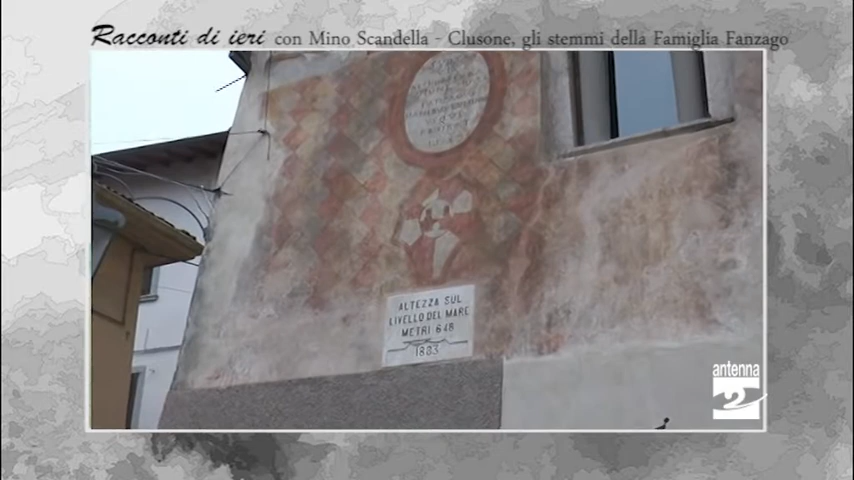 Racconti di ieri con Mino Scandella - Clusone, gli stemmi della Famiglia Fanzago
ALTEZZA SUL
LIVELLO DEL MARE
METRI 648
1883
antenna
2